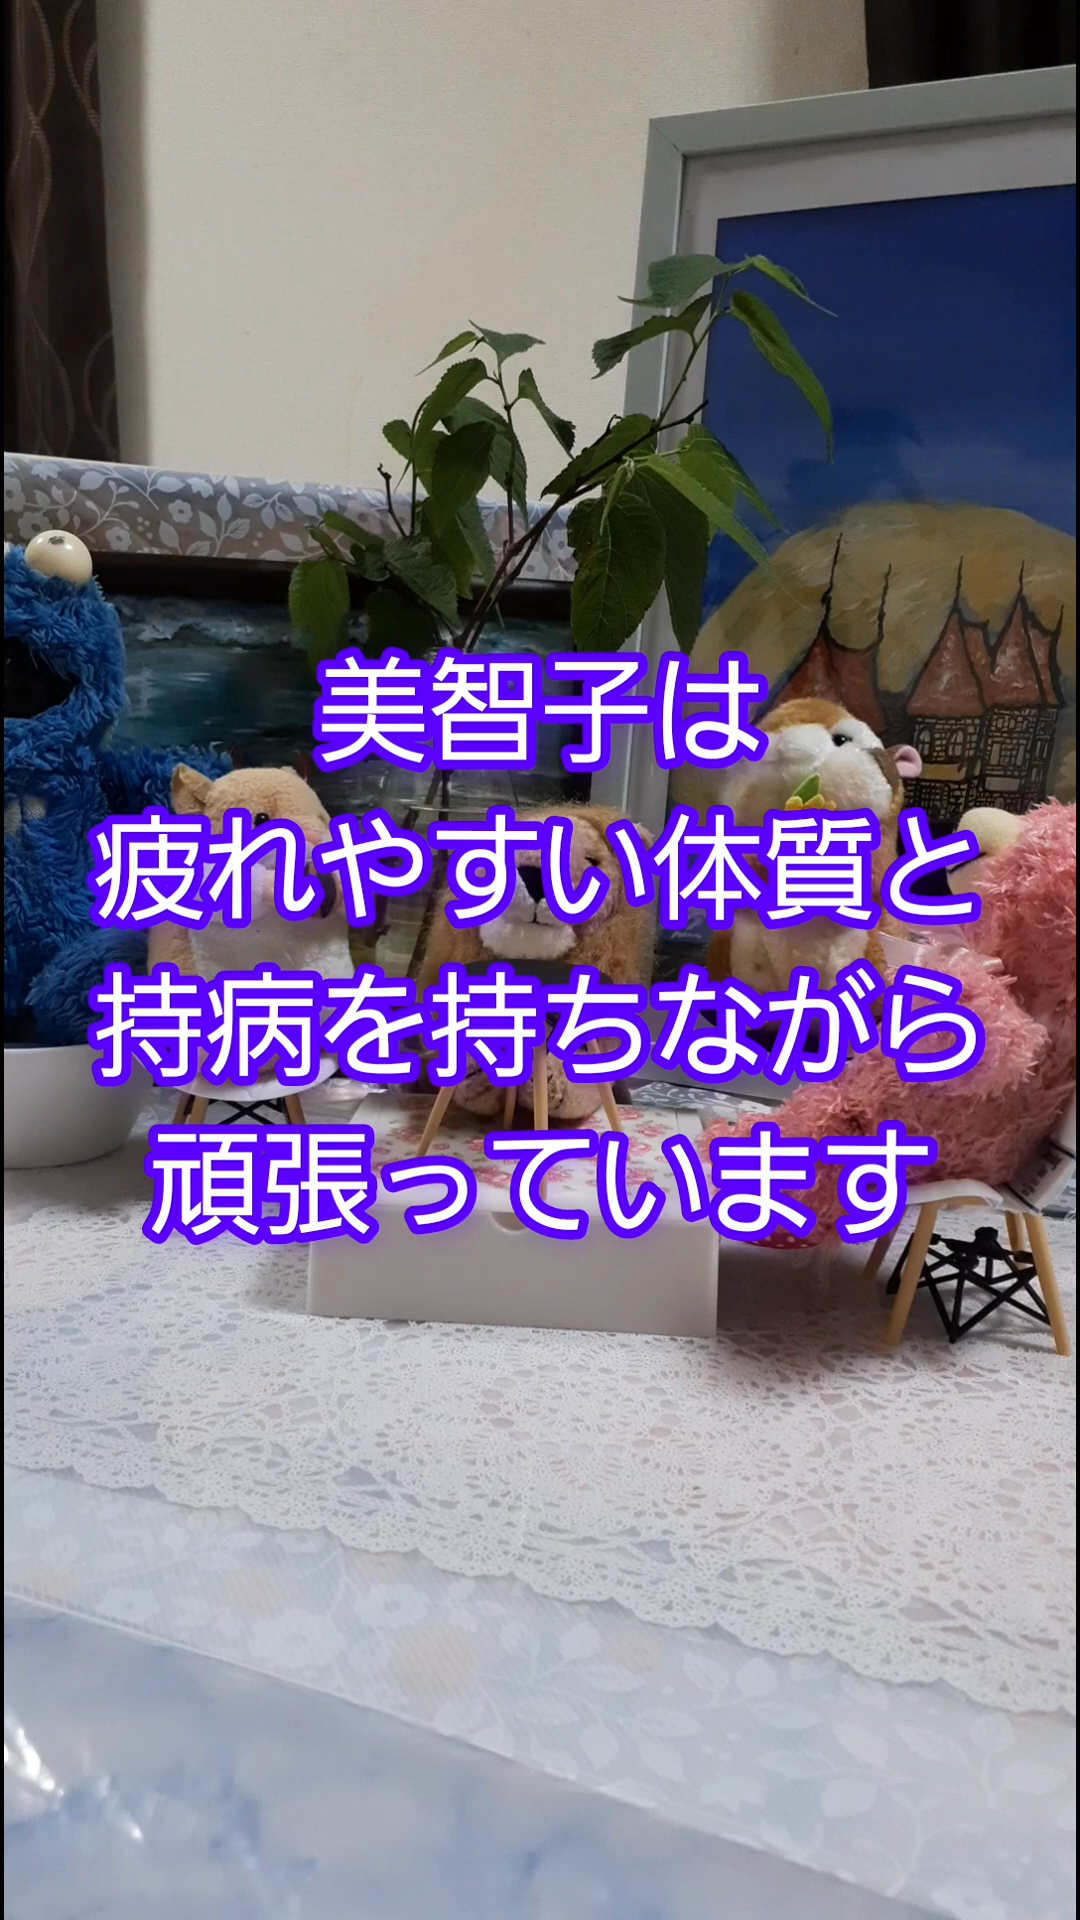 美智子は
疲れやすい体質と
持病を持ちながら
頑張っています